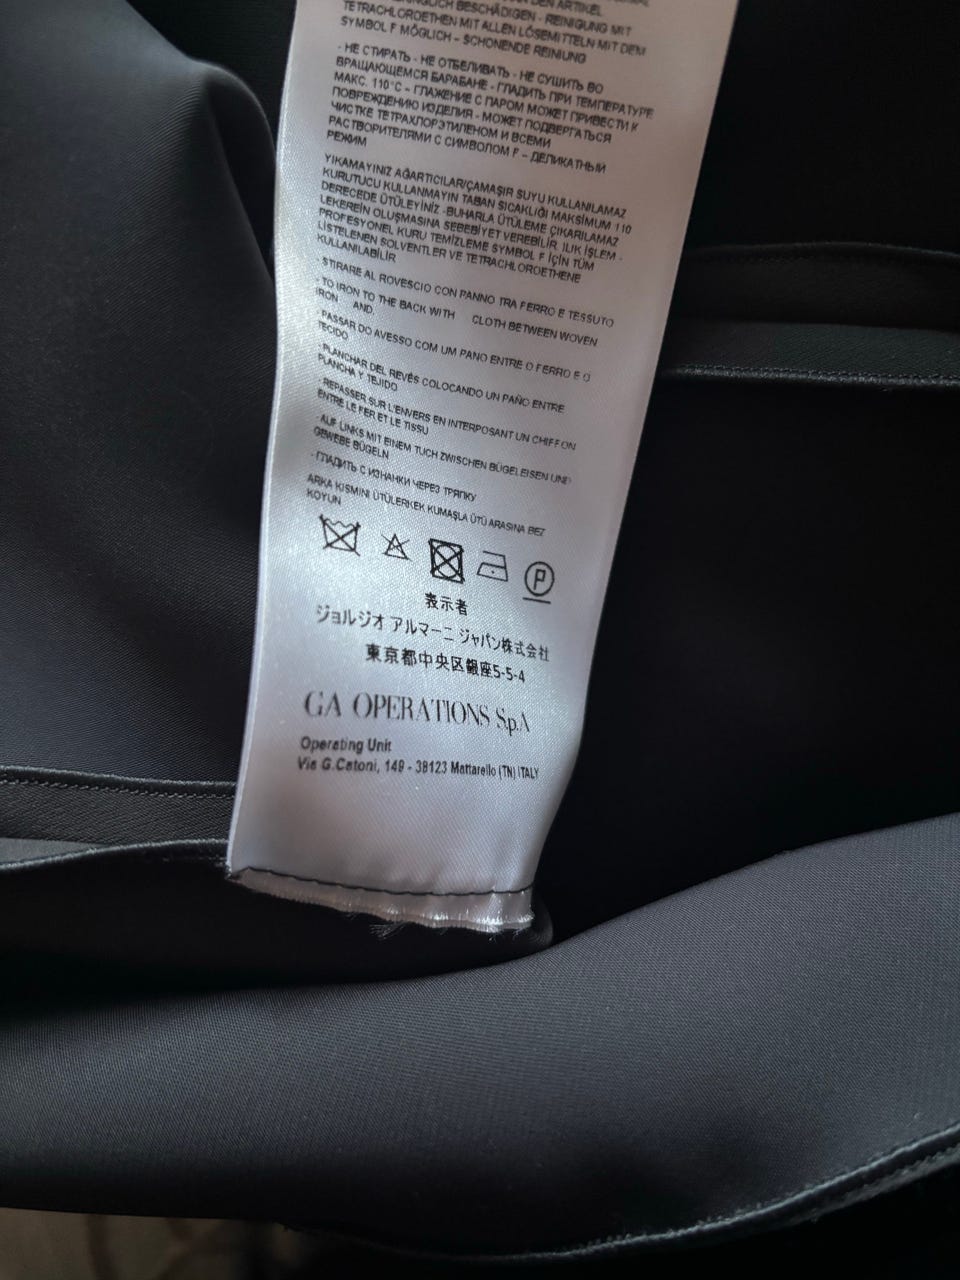 DEN ARTIKEL
BESCHÄDIGEN - REINIGUNG MIT
TETRACHLOROETHEN MIT ALLEN LÖSEMITTELN MIT DEM
SYMBOL F MÖGLICH – SCHONENDE REINIUNG
- НЕ СТИРАТЬ - НЕ ОТБЕЛИВАТЬ - НЕ СУШИТЬ ВО
ВРАЩАЮЩЕМСЯ БАРАБАНЕ - ГЛАДИТЬ ПРИ ТЕМПЕРАТУРЕ
МАКС. 110°C – ГЛАЖЕНИЕ С ПАРОМ МОЖЕТ ПРИВЕСТИ К
ПОВРЕЖДЕНИЮ ИЗДЕЛИЯ - МОЖЕТ ПОДВЕРГАТЬСЯ
ЧИСТКЕ ТЕТРАХЛОРЭТИЛЕНОМ И ВСЕМИ
РАСТВОРИТЕЛЯМИ С СИМВОЛОМ F – ДЕЛИКАТНЫЙ
РЕЖИМ
YIKAMAYINIZ AĞARTICILAR/ÇAMAŞIR SUYU KULLANILAMAZ
KURUTUCU KULLANMAYIN TABAN SICAKLIĞI MAKSİMUM 110
DERECEDE ÜTÜLEYİNİZ -BUHARLA ÜTÜLEME ÇIKARILAMAZ
LEKEREİN OLUŞMASINA SEBEBİYET VEREBİLİR ILIK İŞLEM -
PROFESYONEL KURU TEMİZLEME SYMBOL F İÇİN TÜM
LİSTELENEN SOLVENTLER VE TETRACHLOROETHENE
KULLANILABİLİR
- STIRARE AL ROVESCIO CON PANNO TRA FERRO E TESSUTO
- TO IRON TO THE BACK WITH CLOTH BETWEEN WOVEN
IRON AND.
- PASSAR DO AVESSO COM UM PANO ENTRE O FERRO E O
TECIDO
- PLANCHAR DEL REVÉS COLOCANDO UN PAÑO ENTRE
PLANCHA Y TEJIDO
- REPASSER SUR L'ENVERS EN INTERPOSANT UN CHIFFON
ENTRE LE FER ET LE TISSU
- AUF LINKS MIT EINEM TUCH ZWISCHEN BÜGELEISEN UND
GEWEBE BÜGELN
- ГЛАДИТЬ С ИЗНАНКИ ЧЕРЕЗ ТРЯПКУ
ARKA KISMINI ÜTÜLERKEK KUMAŞLA ÜTÜ ARASINA BEZ
KOYUN
P
表示者
ジョルジオ アルマーニ ジャパン株式会社
東京都中央区銀座5-5-4
GA OPERATIONS S.p.A
Operating Unit
Via G.Catoni, 149 - 38123 Mattarello (TN) ITALY